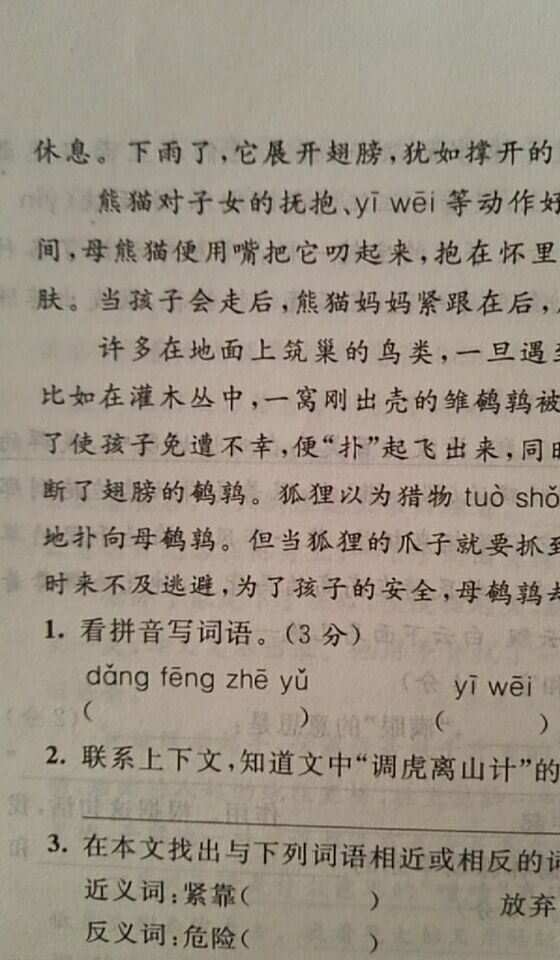 休息。下雨了,它展开翅膀,犹如撑开的
熊猫对子女的抚抱、yī wēi 等动作好
间,母熊猫便用嘴把它叨起来,抱在怀里
肤。当孩子会走后,熊猫妈妈紧跟在后,
许多在地面上筑巢的鸟类,一旦遇
比如在灌木丛中,一窝刚出壳的雏鹌鹑被
了使孩子免遭不幸,便“扑”起飞出来,同时
断了翅膀的鹌鹑。狐狸以为猎物 tuò shǒ
地扑向母鹌鹑。但当狐狸的爪子就要抓到
时来不及逃避,为了孩子的安全,母鹌鹑却
1. 看拼音写词语。(3 分)
dǎng fēng zhē yǔ yī wēi
( ) ( )
2. 联系上下文,知道文中“调虎离山计”的
3. 在本文找出与下列词语相近或相反的词
近义词:紧靠( ) 放弃
反义词:危险( )